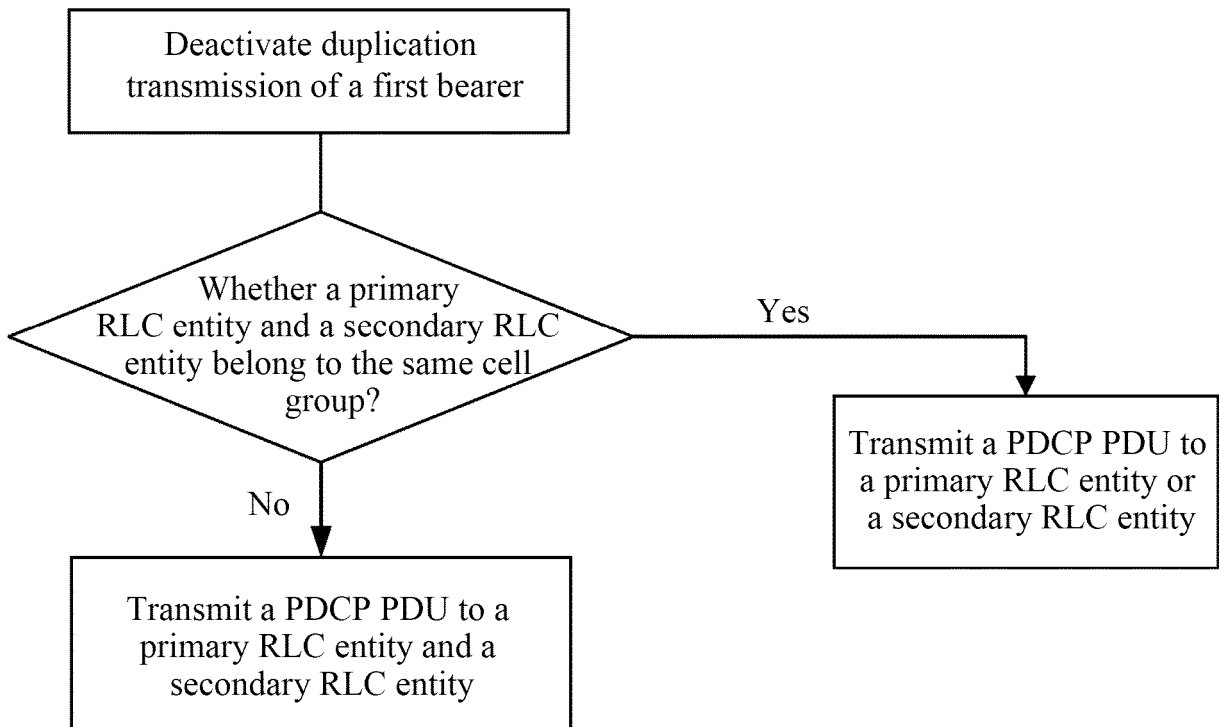 Deactivate duplication
transmission of a first bearer
Whether a primary
RLC entity and a secondary RLC
entity belong to the same cell
group?
Yes
Transmit a PDCP PDU to
a primary RLC entity or
a secondary RLC entity
No
Transmit a PDCP PDU to a
primary RLC entity and a
secondary RLC entity